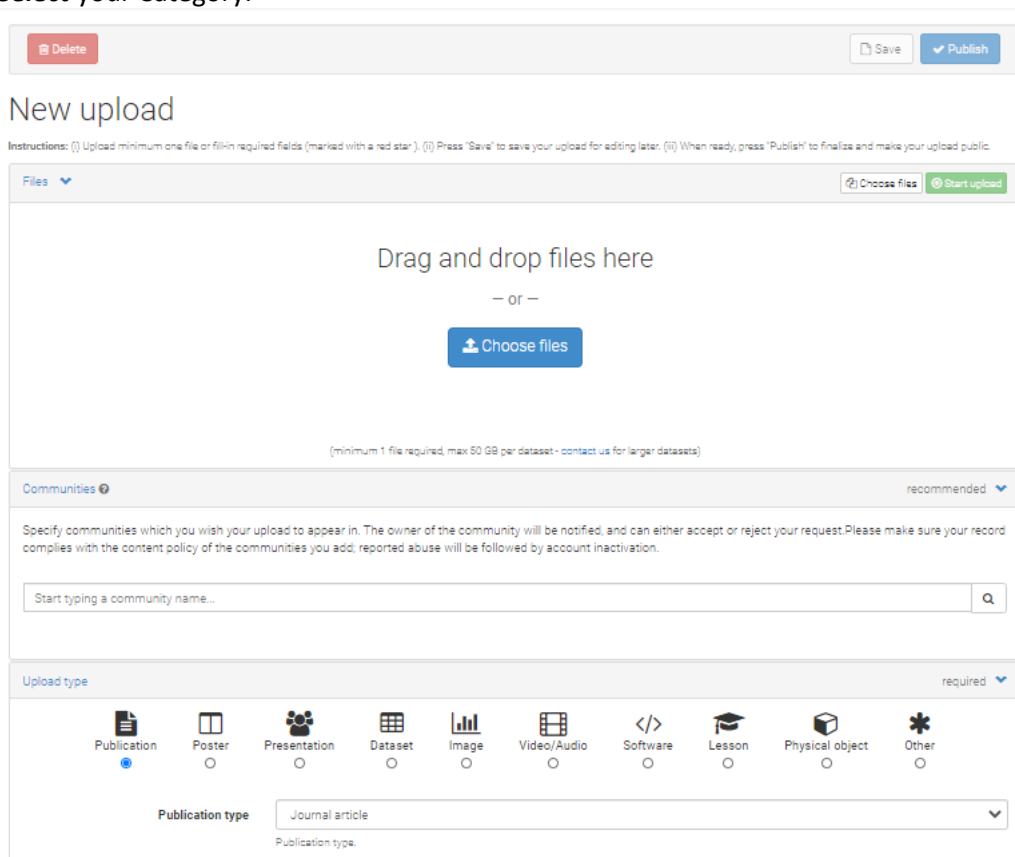 select your category:
Delete
Save
Publish
New upload
Instructions: (i) Upload minimum one file or fill-in required fields (marked with a red star ). (ii) Press "Save" to save your upload for editing later. (iii) When ready, press "Publish" to finalize and make your upload public.
Files
Choose files
Start upload
Drag and drop files here
— or —
Choose files
(minimum 1 file required, max 50 GB per dataset - contact us for larger datasets)
Communities
recommended
Specify communities which you wish your upload to appear in. The owner of the community will be notified, and can either accept or reject your request.Please make sure your record
complies with the content policy of the communities you add; reported abuse will be followed by account inactivation.
Start typing a community name...
Upload type
required
Publication Poster Presentation Dataset Image Video/Audio Software Lesson Physical object Other
Publication type
Journal article
Publication type.